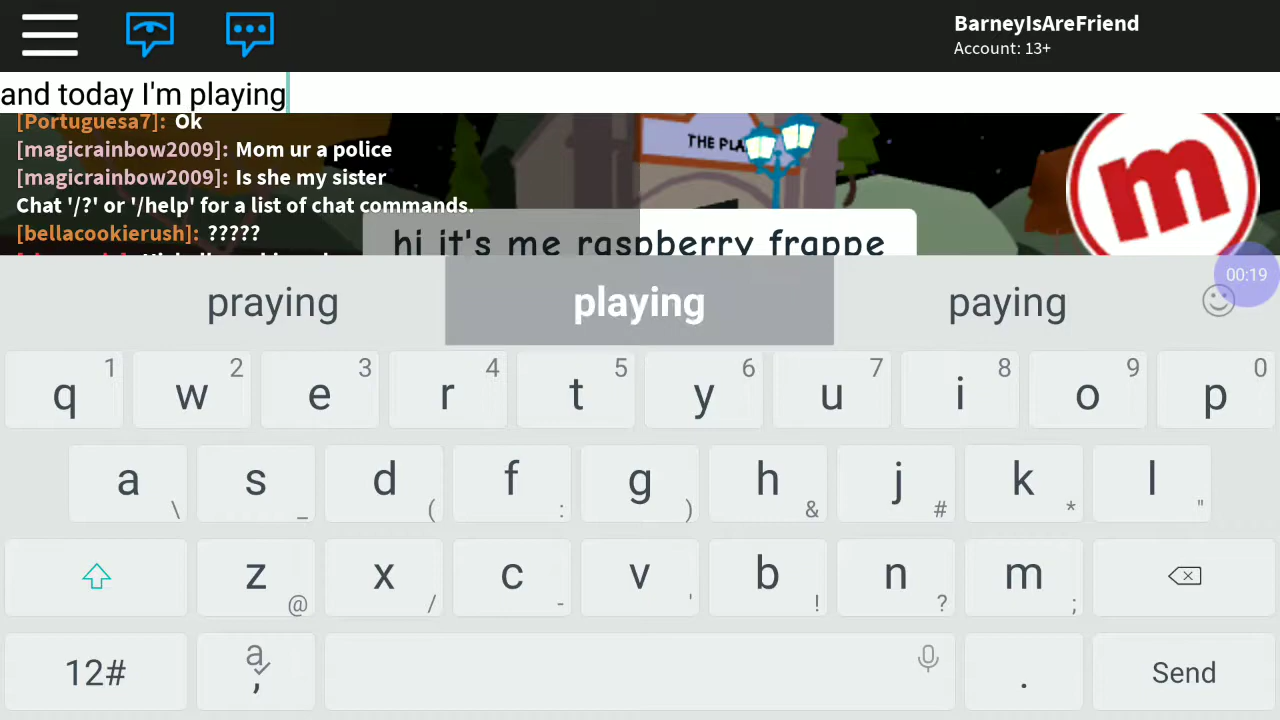 BarneyIsAreFriend
Account: 13+
and today I'm playing
[Portuguesa7]: Ok
[magicrainbow2009]: Mom ur a police
[magicrainbow2009]: Is she my sister
Chat '/?' or '/help' for a list of chat commands.
[bellacookierush]: ?????
THE PLA
m
hi it's me raspberry frappe
00:19
praying playing paying
1 2 3 4 5 6 7 8 9 0
q w e r t y u i o p
a s d f g h j k l
\ _ ( : ) & # * "
z x c v b n m
@ / - ' ! ? ;
12# a , . Send